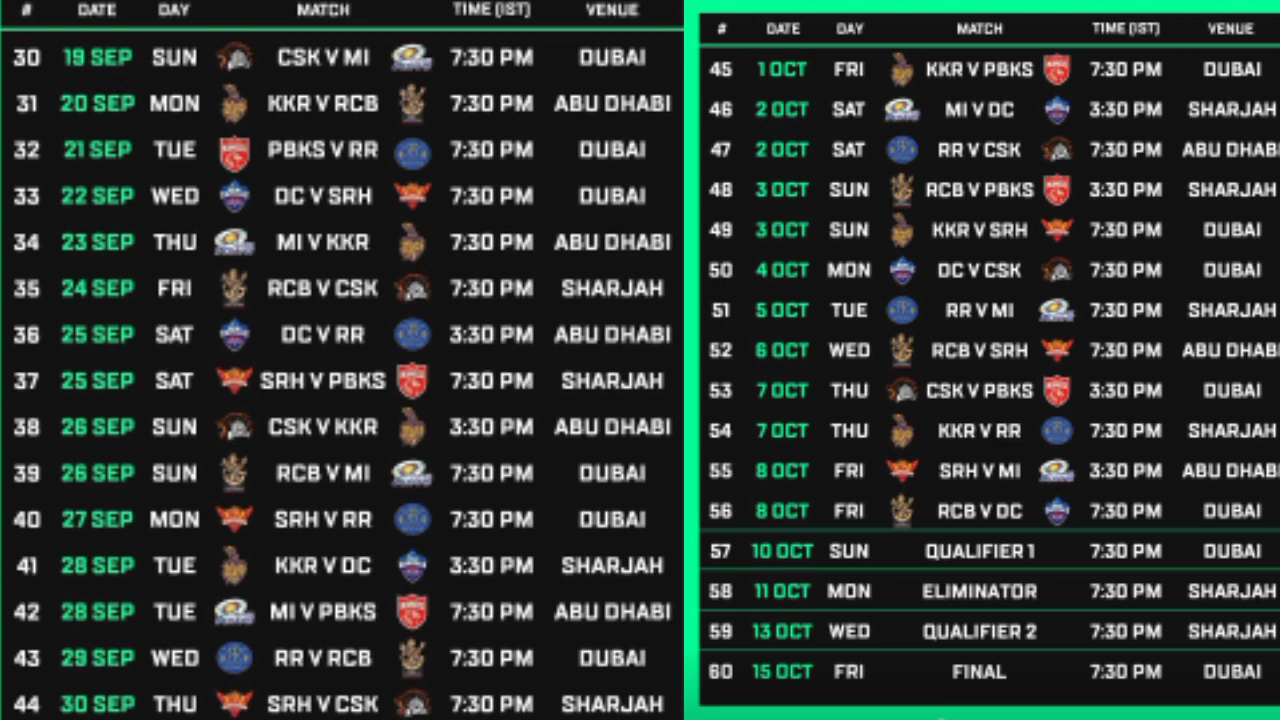 # DATE DAY MATCH TIME (IST) VENUE
30 19 SEP SUN CSK V MI 7:30 PM DUBAI
31 20 SEP MON KKR V RCB 7:30 PM ABU DHABI
32 21 SEP TUE PBKS V RR 7:30 PM DUBAI
33 22 SEP WED DC V SRH 7:30 PM DUBAI
34 23 SEP THU MI V KKR 7:30 PM ABU DHABI
35 24 SEP FRI RCB V CSK 7:30 PM SHARJAH
36 25 SEP SAT DC V RR 3:30 PM ABU DHABI
37 25 SEP SAT SRH V PBKS 7:30 PM SHARJAH
38 26 SEP SUN CSK V KKR 3:30 PM ABU DHABI
39 26 SEP SUN RCB V MI 7:30 PM DUBAI
40 27 SEP MON SRH V RR 7:30 PM DUBAI
41 28 SEP TUE KKR V DC 3:30 PM SHARJAH
42 28 SEP TUE MI V PBKS 7:30 PM ABU DHABI
43 29 SEP WED RR V RCB 7:30 PM DUBAI
44 30 SEP THU SRH V CSK 7:30 PM SHARJAH
# DATE DAY MATCH TIME (IST) VENUE
45 1 OCT FRI KKR V PBKS 7:30 PM DUBAI
46 2 OCT SAT MI V DC 3:30 PM SHARJAH
47 2 OCT SAT RR V CSK 7:30 PM ABU DHABI
48 3 OCT SUN RCB V PBKS 3:30 PM SHARJAH
49 3 OCT SUN KKR V SRH 7:30 PM DUBAI
50 4 OCT MON DC V CSK 7:30 PM DUBAI
51 5 OCT TUE RR V MI 7:30 PM SHARJAH
52 6 OCT WED RCB V SRH 7:30 PM ABU DHABI
53 7 OCT THU CSK V PBKS 3:30 PM DUBAI
54 7 OCT THU KKR V RR 7:30 PM SHARJAH
55 8 OCT FRI SRH V MI 3:30 PM ABU DHABI
56 8 OCT FRI RCB V DC 7:30 PM DUBAI
57 10 OCT SUN QUALIFIER 1 7:30 PM DUBAI
58 11 OCT MON ELIMINATOR 7:30 PM SHARJAH
59 13 OCT WED QUALIFIER 2 7:30 PM SHARJAH
60 15 OCT FRI FINAL 7:30 PM DUBAI